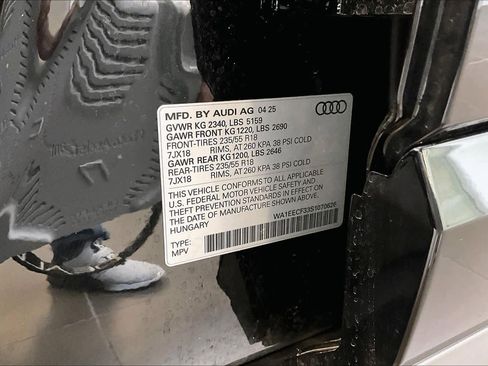 MFD. BY AUDI AG 04 25
GVWR KG 2340, LBS 5159
GAWR FRONT KG 1220, LBS 2690
FRONT-TIRES 235/55 R18
7JX18 RIMS, AT 260 KPA 38 PSI COLD
GAWR REAR KG1200, LBS 2646
REAR-TIRES 235/55 R18
7JX18 RIMS, AT 260 KPA 38 PSI COLD
THIS VEHICLE CONFORMS TO ALL APPLICABLE
U.S. FEDERAL MOTOR VEHICLE SAFETY AND
THEFT PREVENTION STANDARDS IN EFFECT ON
THE DATE OF MANUFACTURE SHOWN ABOVE
HUNGARY
WA1EECF33S1070626
TYPE:
MPV